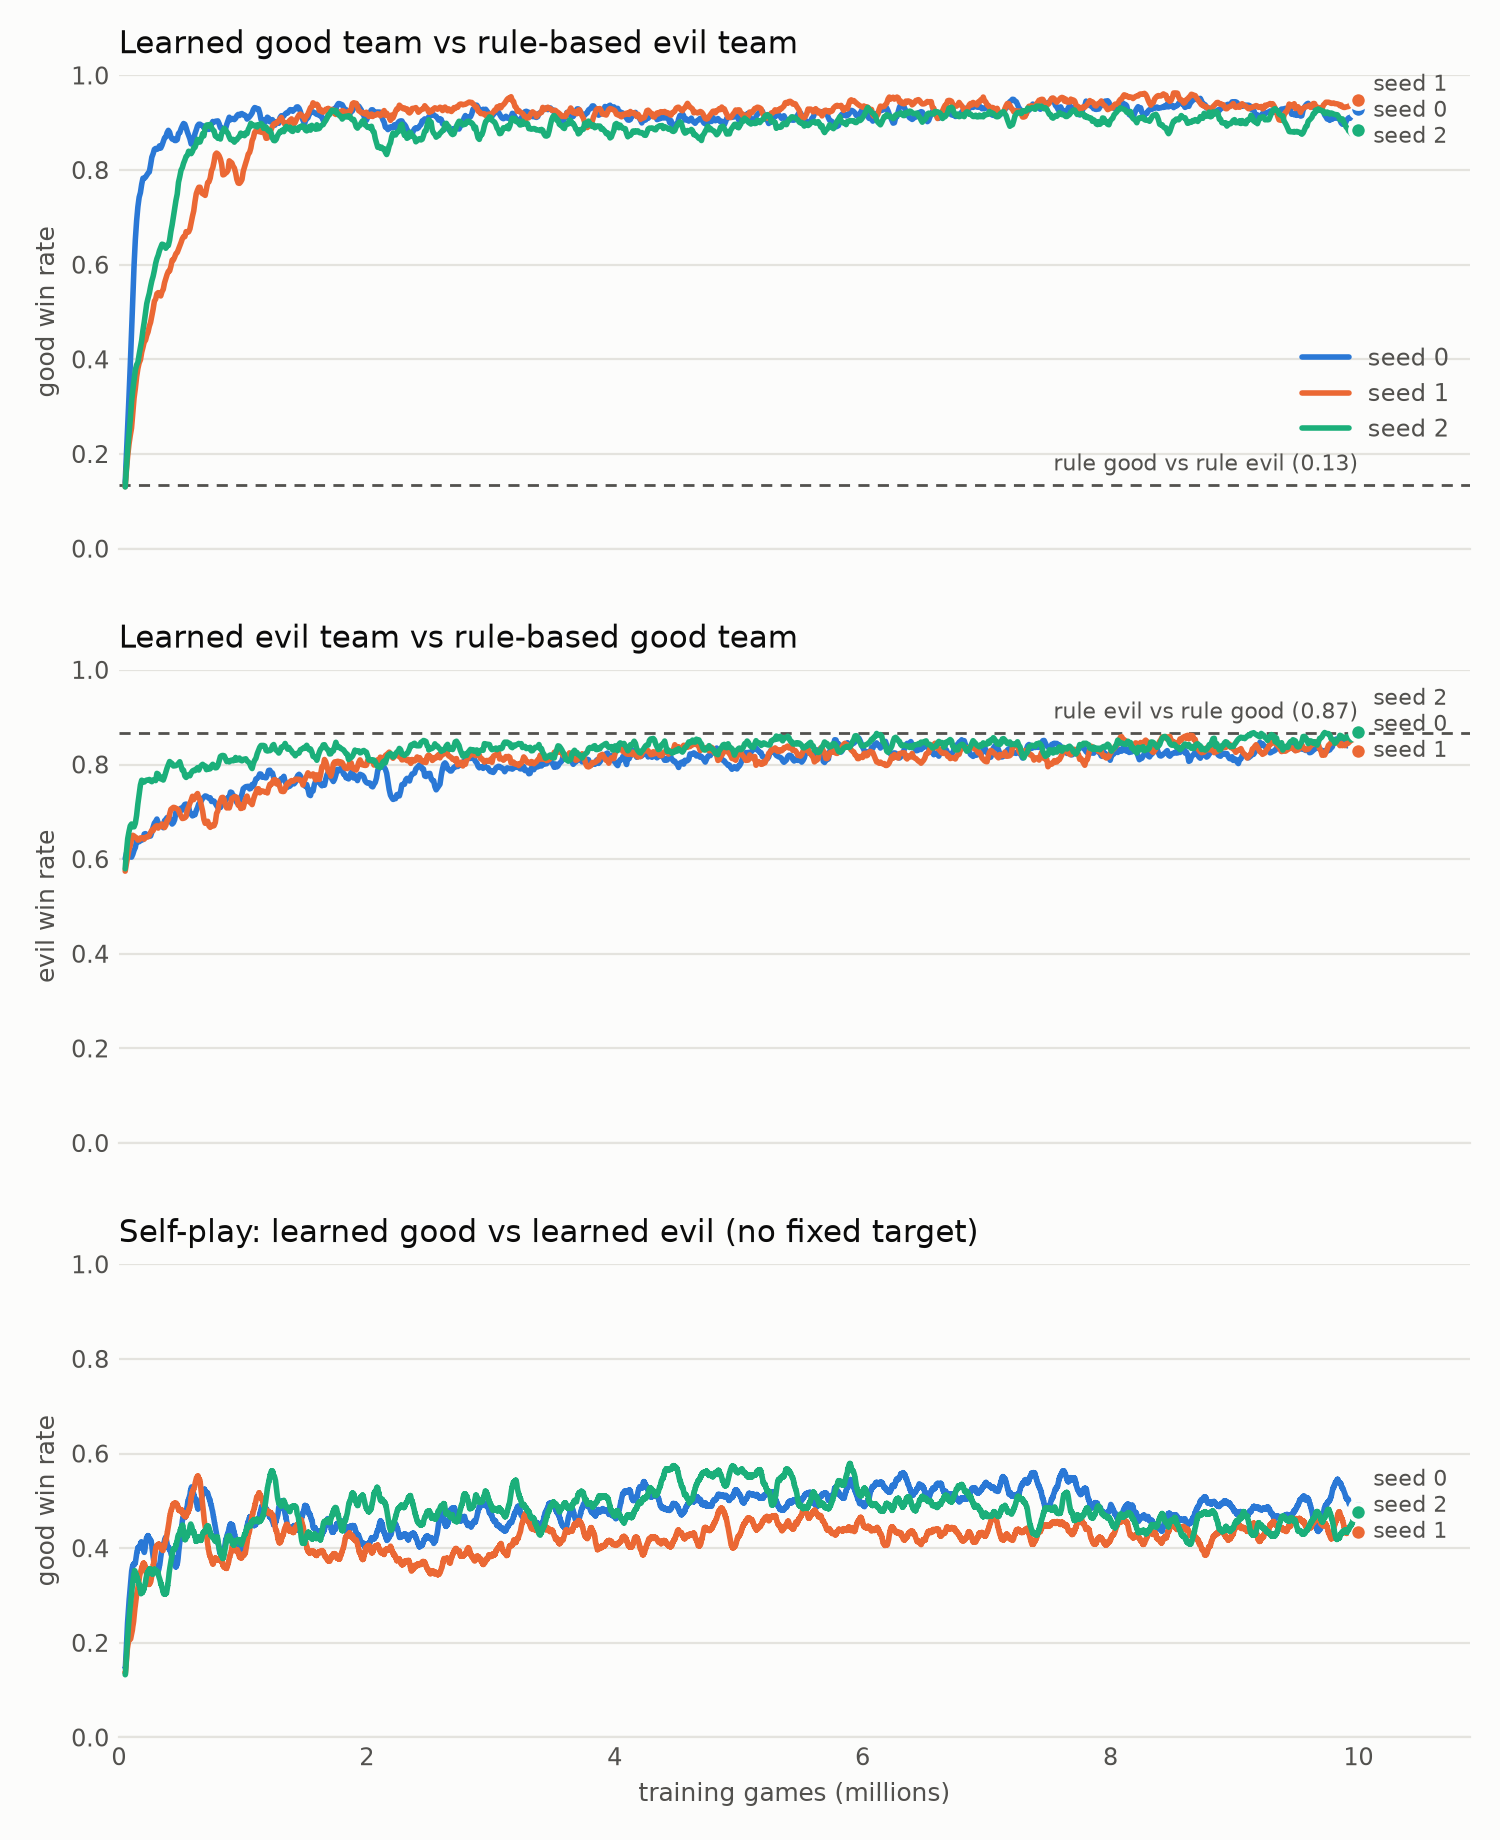 Learned good team vs rule-based evil team
1.0
0.8
0.6
0.4
0.2
0.0
good win rate
seed 1
seed 0
seed 2
seed 0
seed 1
seed 2
rule good vs rule evil (0.13)
Learned evil team vs rule-based good team
1.0
0.8
0.6
0.4
0.2
0.0
evil win rate
rule evil vs rule good (0.87)
seed 2
seed 0
seed 1
Self-play: learned good vs learned evil (no fixed target)
1.0
0.8
0.6
0.4
0.2
0.0
good win rate
seed 0
seed 2
seed 1
0 2 4 6 8 10
training games (millions)